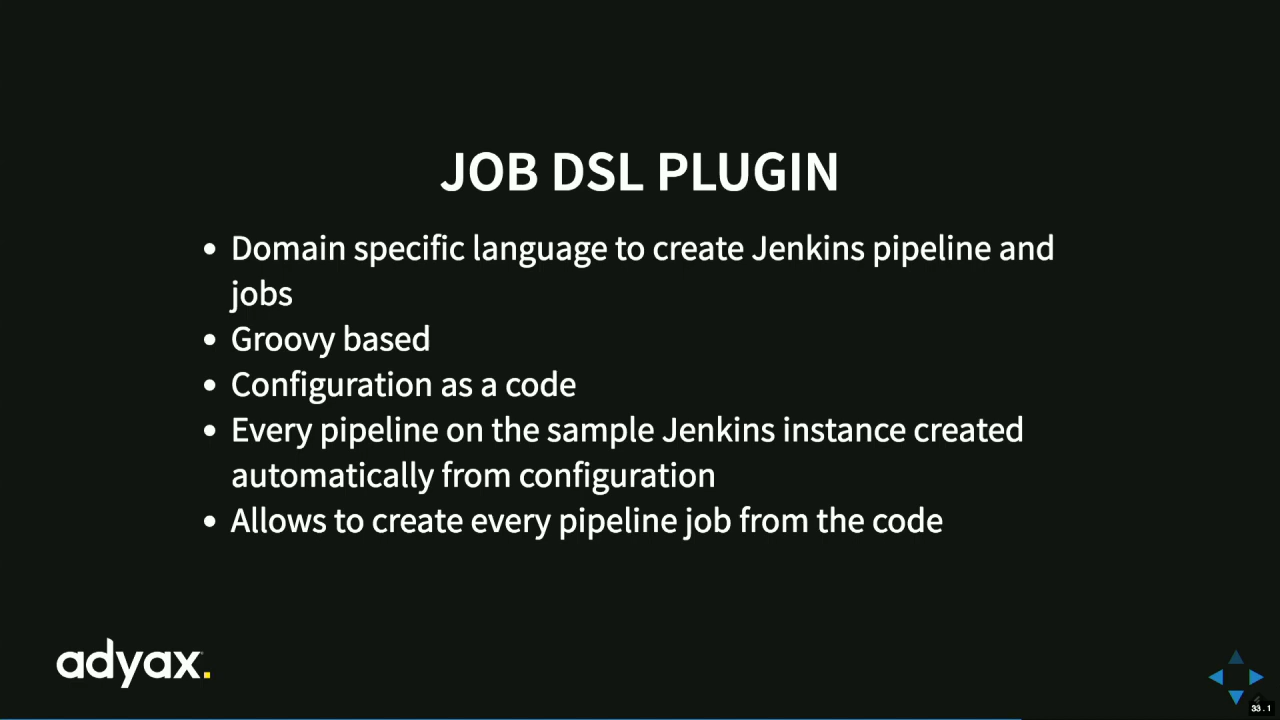 JOB DSL PLUGIN
• Domain specific language to create Jenkins pipeline and
jobs
• Groovy based
• Configuration as a code
• Every pipeline on the sample Jenkins instance created
automatically from configuration
• Allows to create every pipeline job from the code
adyax.
33.1